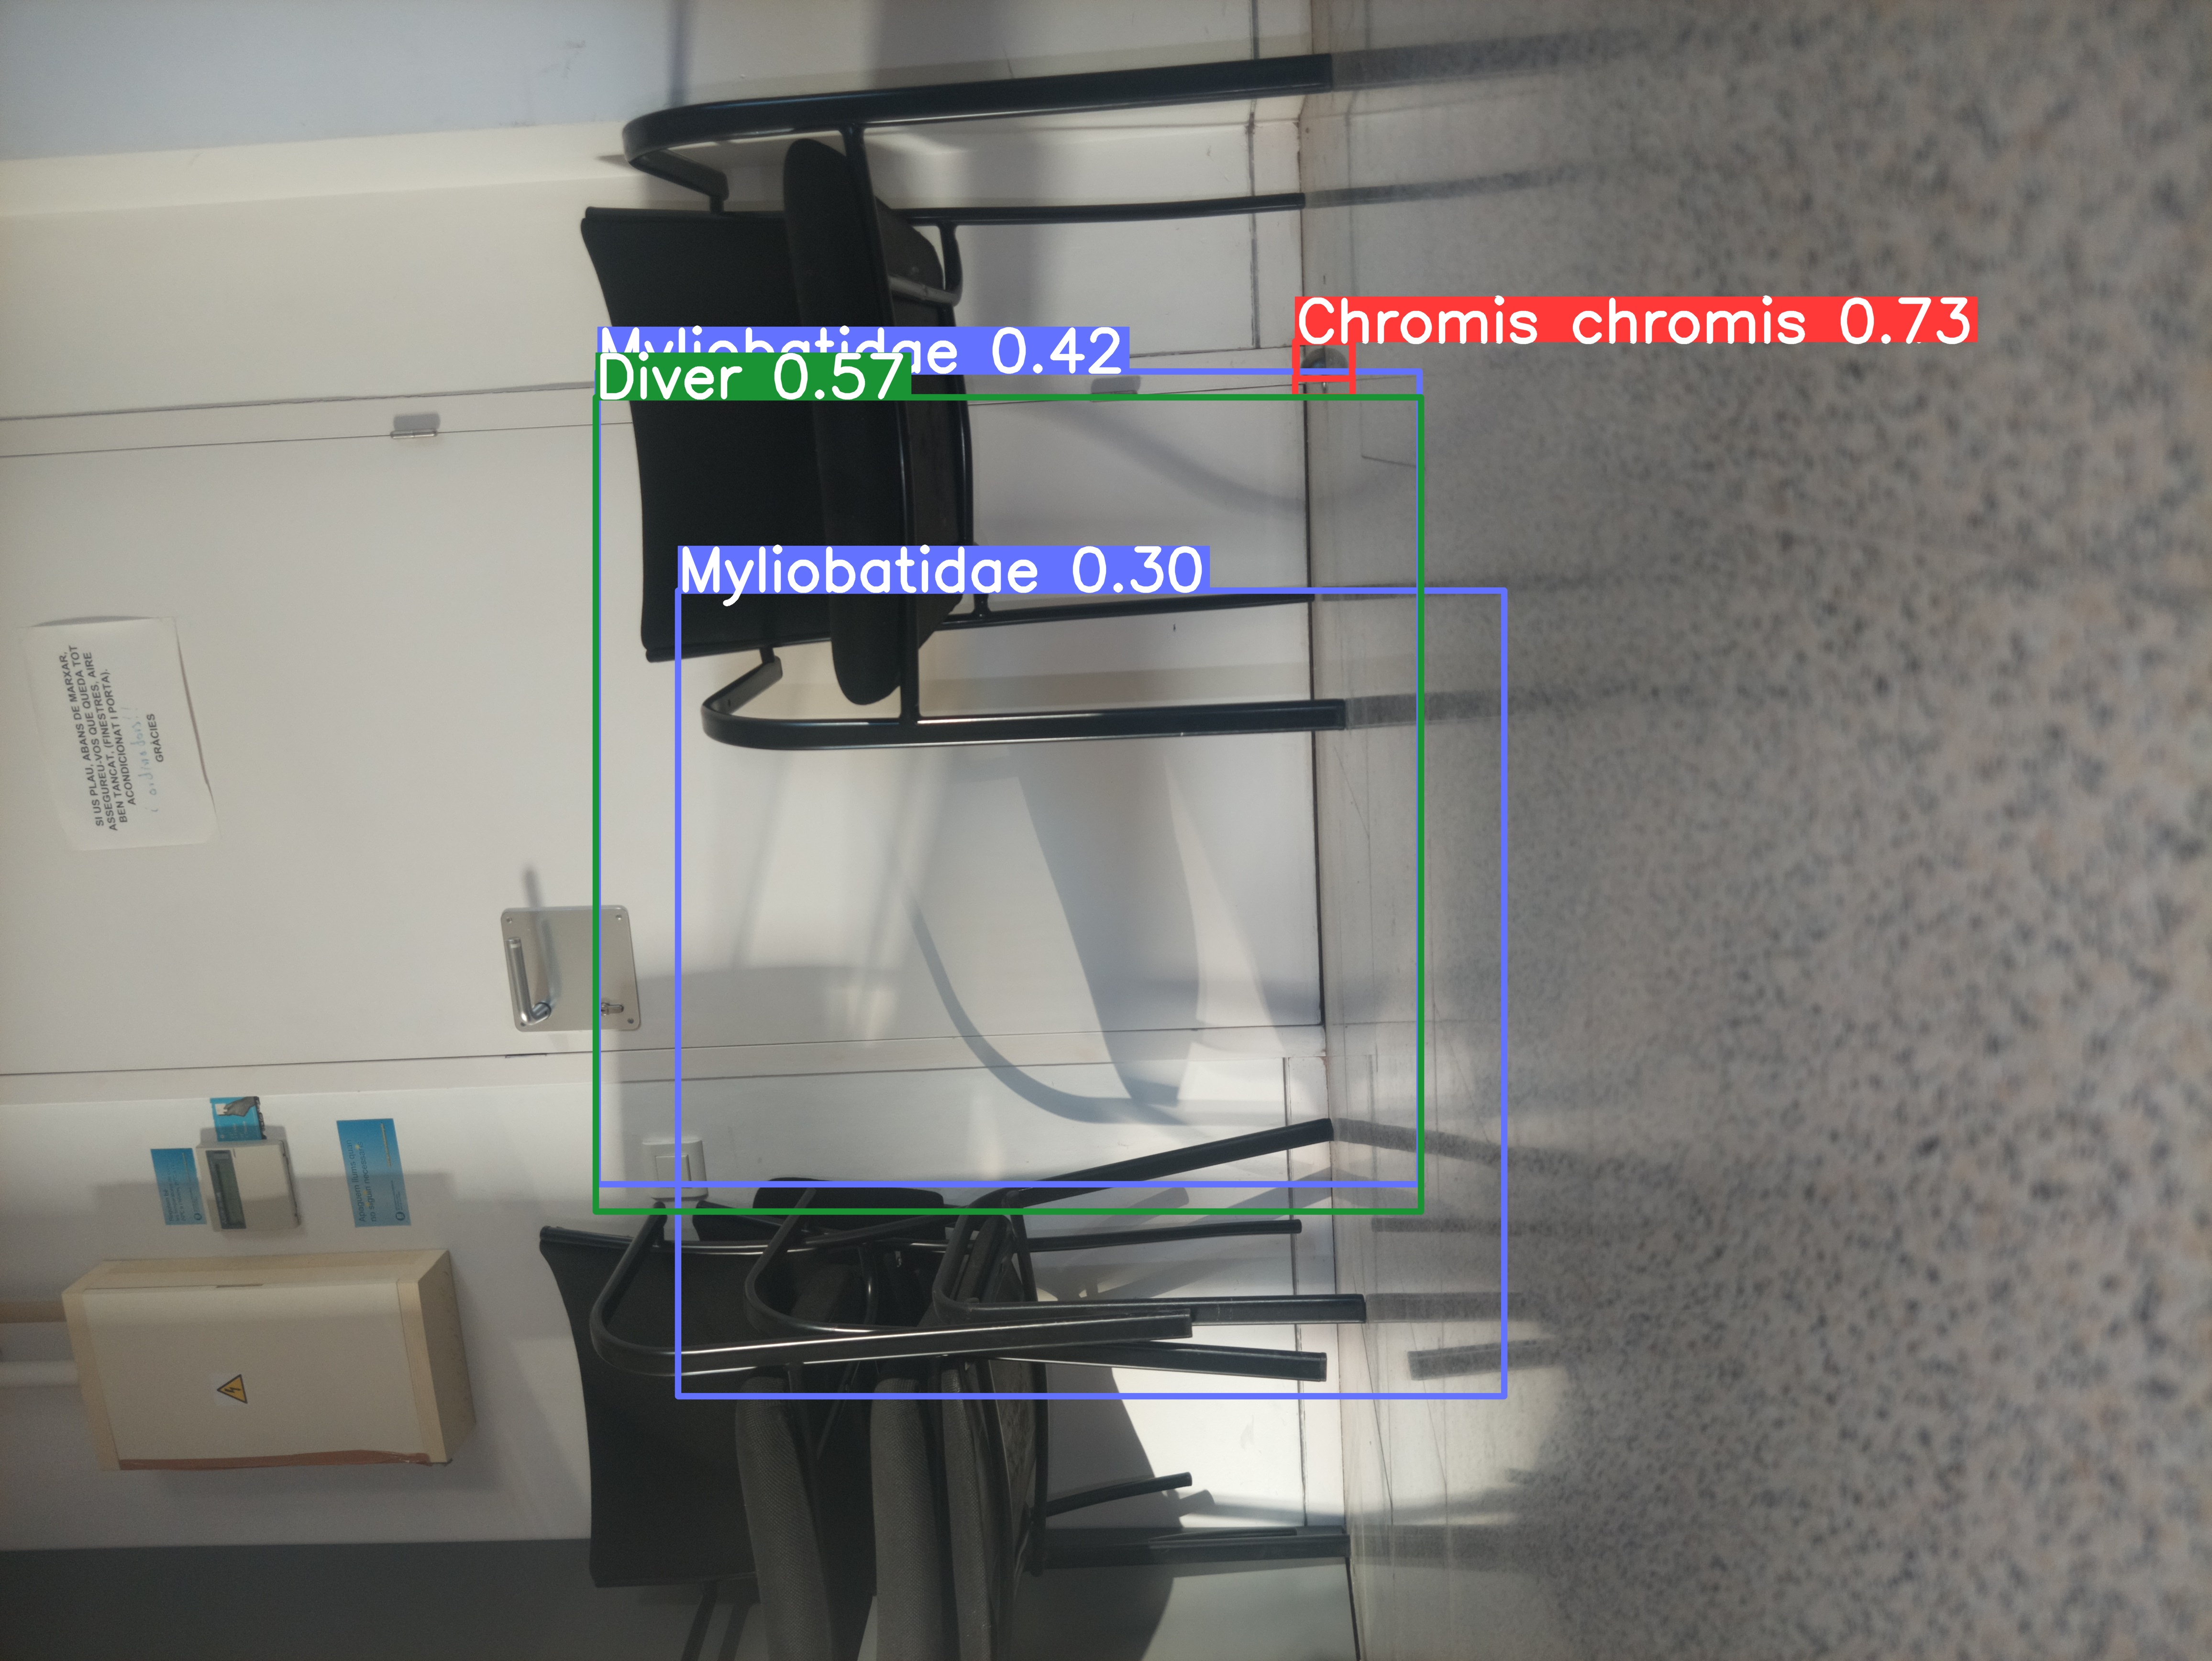 Chromis chromis 0.73
Myliobatidae 0.42
Diver 0.57
Myliobatidae 0.30
SI US PLAU, ABANS DE MARXAR,
ASSEGUREU-VOS QUE QUEDA TOT
BEN TANCAT, (FINESTRES, AIRE
ACONDICIONAT I PORTA).
GRÀCIES